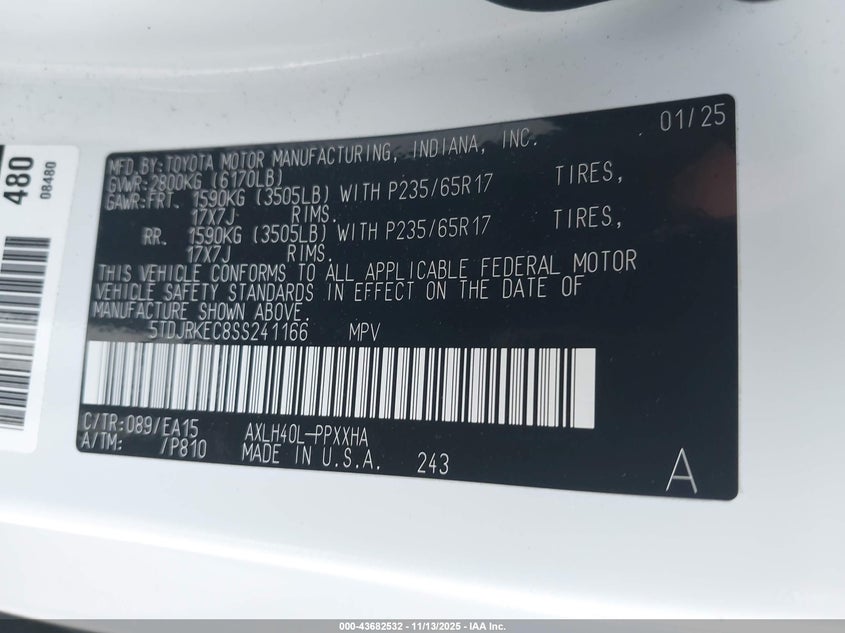 480
08480
01/25
MFD.BY:TOYOTA MOTOR MANUFACTURING, INDIANA, INC.
GVWR:2800KG (6170LB)
GAWR:FRT. 1590KG (3505LB) WITH P235/65R17 TIRES,
17X7J RIMS.
RR. 1590KG (3505LB) WITH P235/65R17 TIRES,
17X7J RIMS.
THIS VEHICLE CONFORMS TO ALL APPLICABLE FEDERAL MOTOR
VEHICLE SAFETY STANDARDS IN EFFECT ON THE DATE OF
MANUFACTURE SHOWN ABOVE.
5TDJRKEC8SS241166 MPV
C/TR:089/EA15 AXLH40L-PPXXHA
A/TM: /P810 MADE IN U.S.A. 243
A
000-43682532 - 11/13/2025 - IAA Inc.